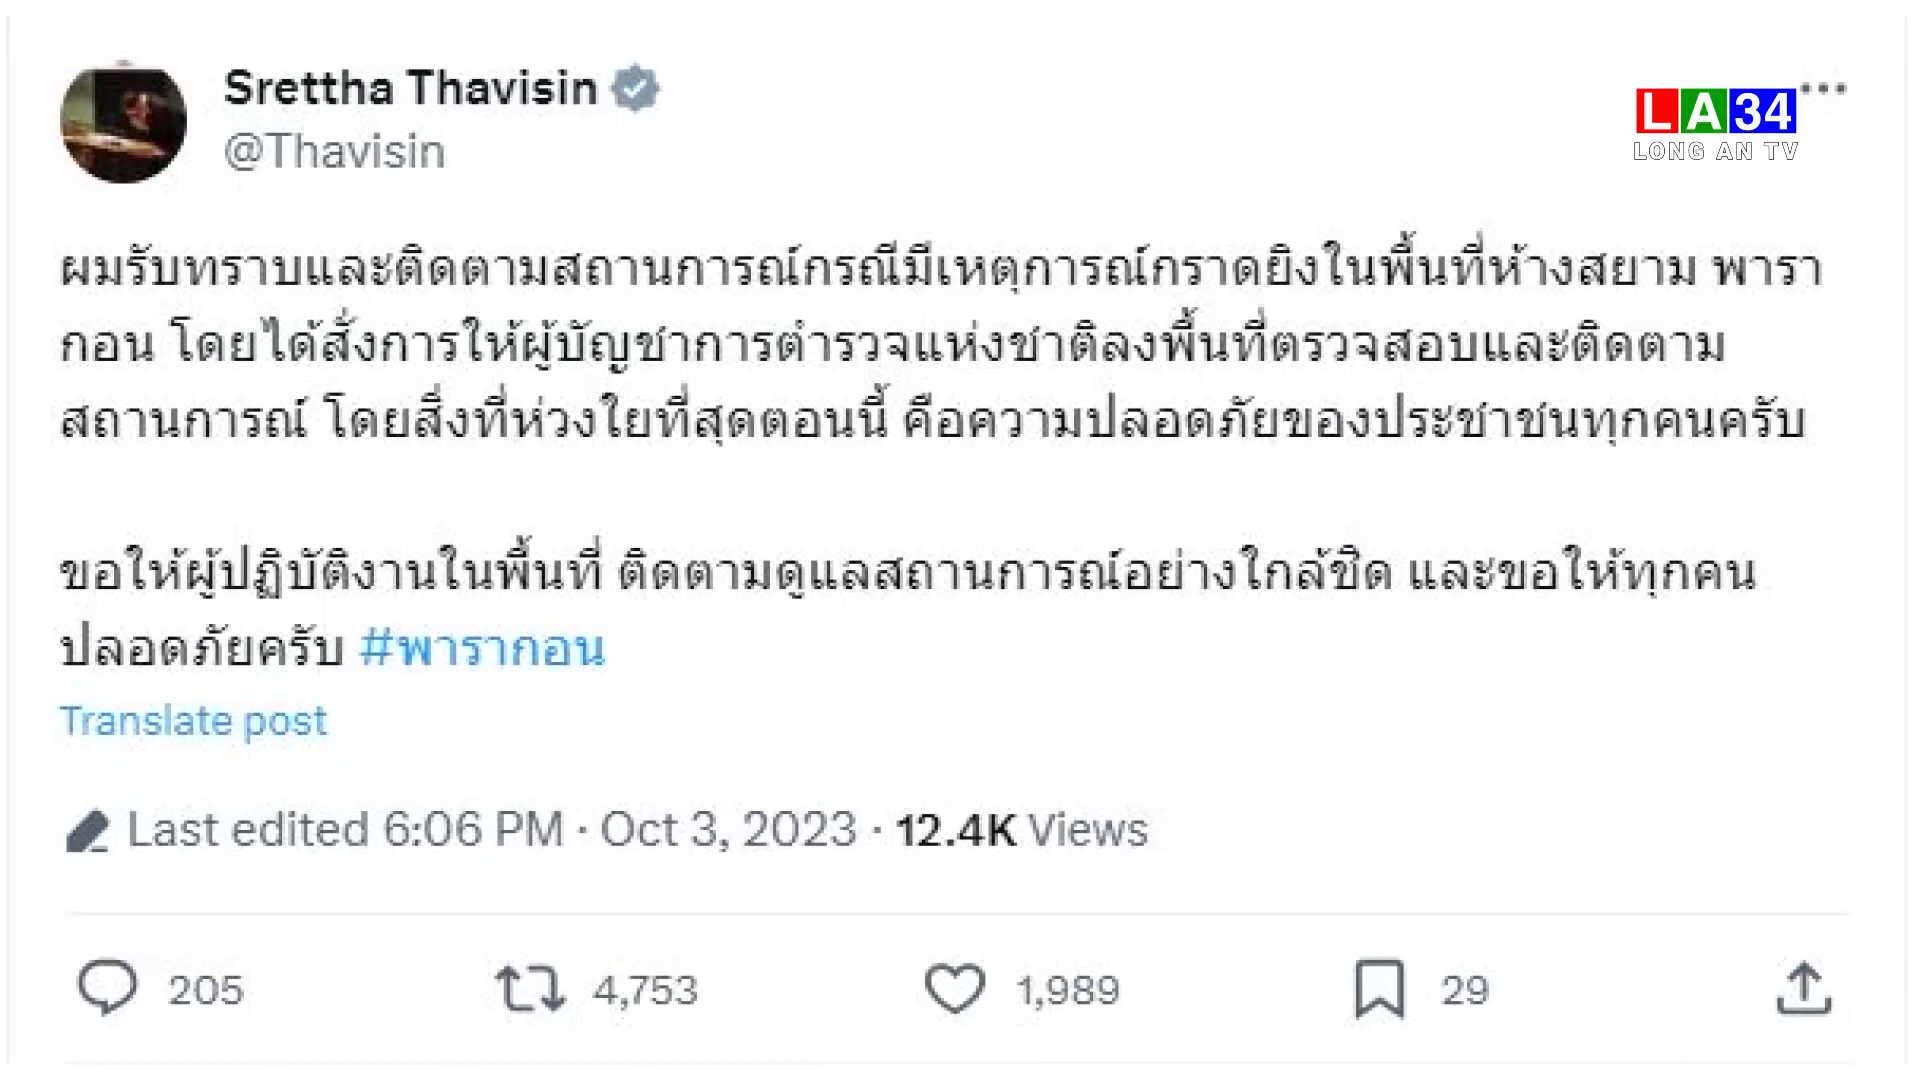 Srettha Thavisin
@Thavisin
LA34
LONG AN TV
ผมรับทราบและติดตามสถานการณ์กรณีมีเหตุการณ์กราดยิงในพื้นที่ห้างสยาม พารา
กอน โดยได้สั่งการให้ผู้บัญชาการตำรวจแห่งชาติลงพื้นที่ตรวจสอบและติดตาม
สถานการณ์ โดยสิ่งที่ห่วงใยที่สุดตอนนี้ คือความปลอดภัยของประชาชนทุกคนครับ
ขอให้ผู้ปฏิบัติงานในพื้นที่ ติดตามดูแลสถานการณ์อย่างใกล้ชิด และขอให้ทุกคน
ปลอดภัยครับ #พารากอน
Translate post
Last edited 6:06 PM · Oct 3, 2023 · 12.4K Views
205 4,753 1,989 29